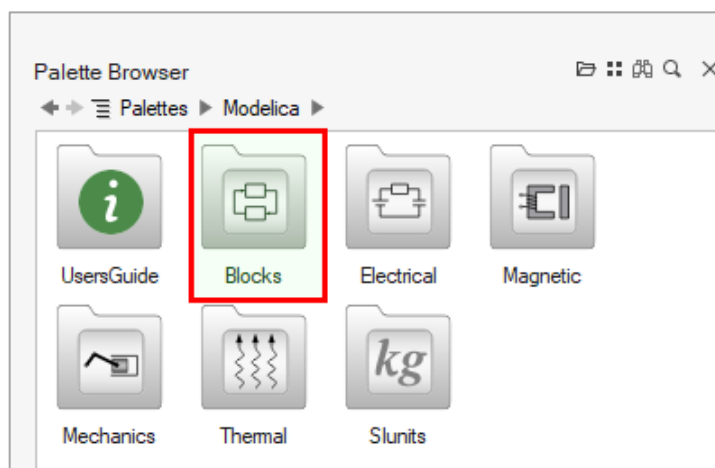 Palette Browser
Palettes Modelica
i
UsersGuide Blocks Electrical Magnetic
kg
Mechanics Thermal SIunits